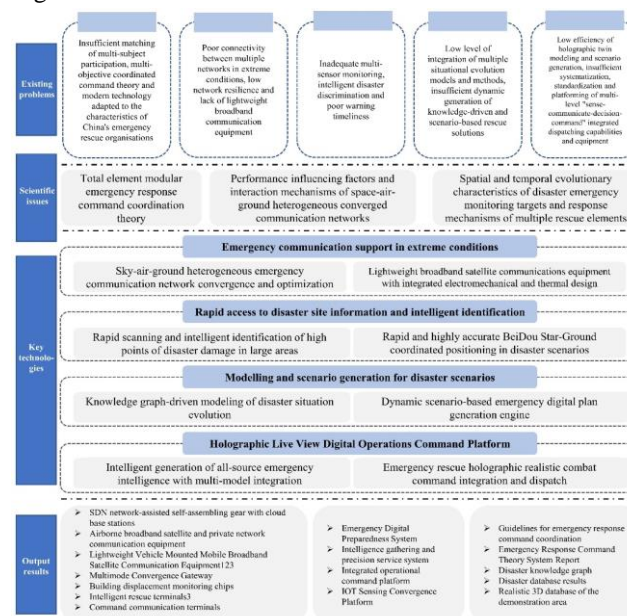 Existing
problems
Insufficient matching
of multi-subject
participation, multi-
objective coordinated
command theory and
modern technology
adapted to the
characteristics of
China's emergency
rescue organisations
Poor connectivity
between multiple
networks in extreme
conditions, low
network resilience and
lack of lightweight
broadband
communication
equipment
Inadequate multi-
sensor monitoring,
intelligent disaster
discrimination and
poor warning
timeliness
Low level of
integration of multiple
situational evolution
models and methods,
insufficient dynamic
generation of
knowledge-driven and
scenario-based rescue
solutions
Low efficiency of
holographic twin
modeling and scenario
generation, insufficient
systematization,
standardization and
platforming of multi-
level "sense-
communicate-decision-
command" integrated
dispatching capabilities
and equipment
Scientific
issues
Total element modular
emergency response
command coordination
theory
Performance influencing factors and
interaction mechanisms of space-air-
ground heterogeneous converged
communication networks
Spatial and temporal evolutionary
characteristics of disaster emergency
monitoring targets and response
mechanisms of multiple rescue elements
Key
technolo-
gies
Emergency communication support in extreme conditions
Sky-air-ground heterogeneous emergency
communication network convergence and optimization
Lightweight broadband satellite communications equipment
with integrated electromechanical and thermal design
Rapid access to disaster site information and intelligent identification
Rapid scanning and intelligent identification of high
points of disaster damage in large areas
Rapid and highly accurate BeiDou Star-Ground
coordinated positioning in disaster scenarios
Modelling and scenario generation for disaster scenarios
Knowledge graph-driven modeling of disaster situation
evolution
Dynamic scenario-based emergency digital plan
generation engine
Holographic Live View Digital Operations Command Platform
Intelligent generation of all-source emergency
intelligence with multi-model integration
Emergency rescue holographic realistic combat
command integration and dispatch
Output
results
➢ SDN network-assisted self-assembling gear with cloud
base stations
➢ Airborne broadband satellite and private network
communication equipment
➢ Lightweight Vehicle Mounted Mobile Broadband
Satellite Communication Equipment123
➢ Multimode Convergence Gateway
➢ Building displacement monitoring chips
➢ Intelligent rescue terminals3
➢ Command communication terminals
➢ Emergency Digital
Preparedness System
➢ Intelligence gathering and
precision service system
➢ Integrated operational
command platform
➢ IOT Sensing Convergence
Platform
➢ Guidelines for emergency response
command coordination
➢ Emergency Response Command
Theory System Report
➢ Disaster knowledge graph
➢ Disaster database results
➢ Realistic 3D database of the
demonstration area